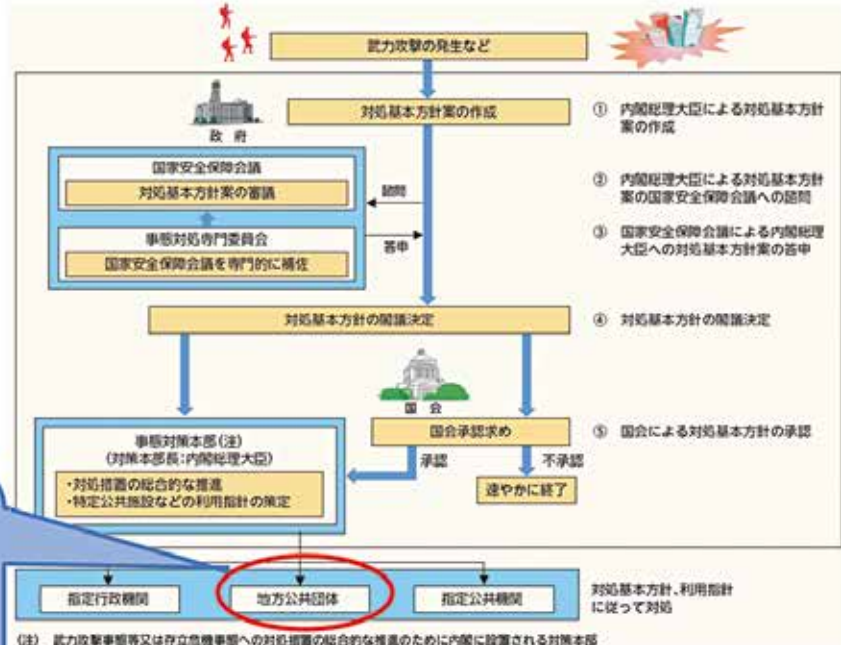 武力攻撃の発生など
対処基本方針案の作成
① 内閣総理大臣による対処基本方針
案の作成
政府
国家安全保障会議
対処基本方針案の審議
諮問
② 内閣総理大臣による対処基本方針
案の国家安全保障会議への諮問
事態対処専門委員会
国家安全保障会議を専門的に補佐
答申
③ 国家安全保障会議による内閣総理
大臣への対処基本方針案の答申
対処基本方針の閣議決定
④ 対処基本方針の閣議決定
国会
国会承認求め
⑤ 国会による対処基本方針の承認
事態対策本部(注)
(対策本部長:内閣総理大臣)
・対処措置の総合的な推進
・特定公共施設などの利用指針の策定
承認
不承認
速やかに終了
指定行政機関
地方公共団体
指定公共機関
対処基本方針、利用指針
に従って対処
(注) 武力攻撃事態等又は存立危機事態への対処措置の総合的な推進のために内閣に設置される対策本部